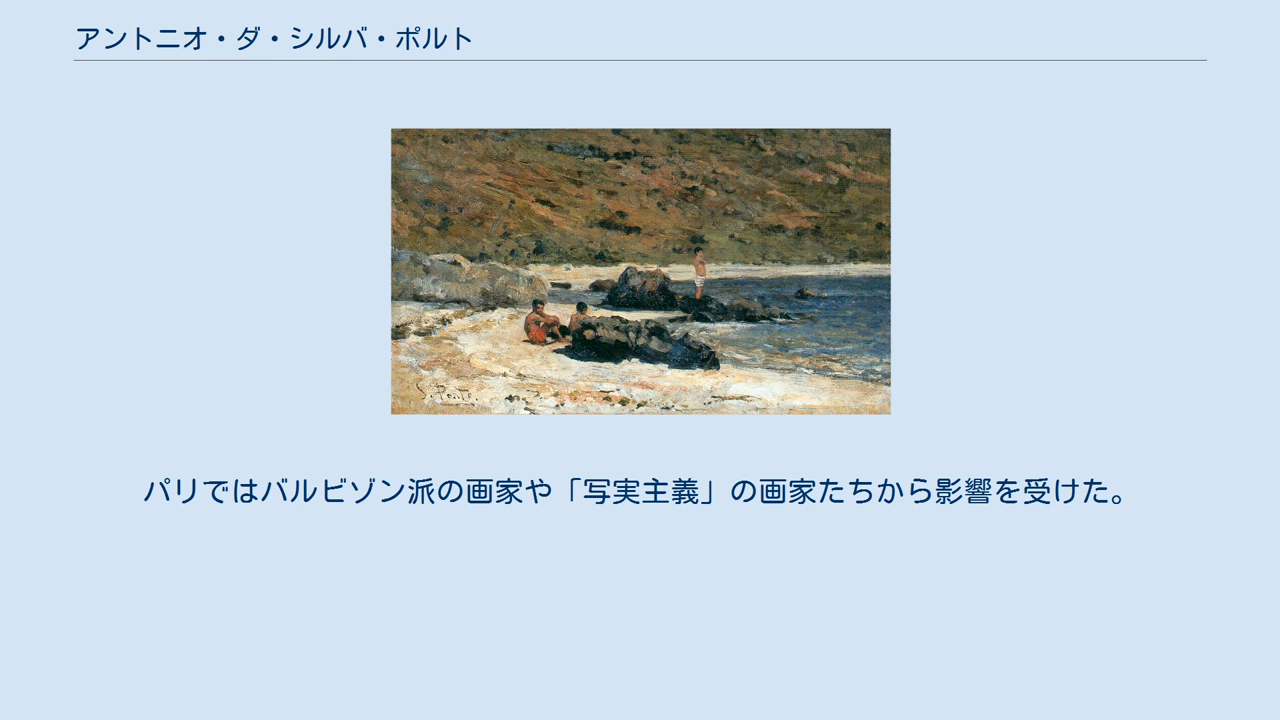 アントニオ・ダ・シルバ・ポルト
S. Porto.
パリではバルビゾン派の画家や「写実主義」の画家たちから影響を受けた。